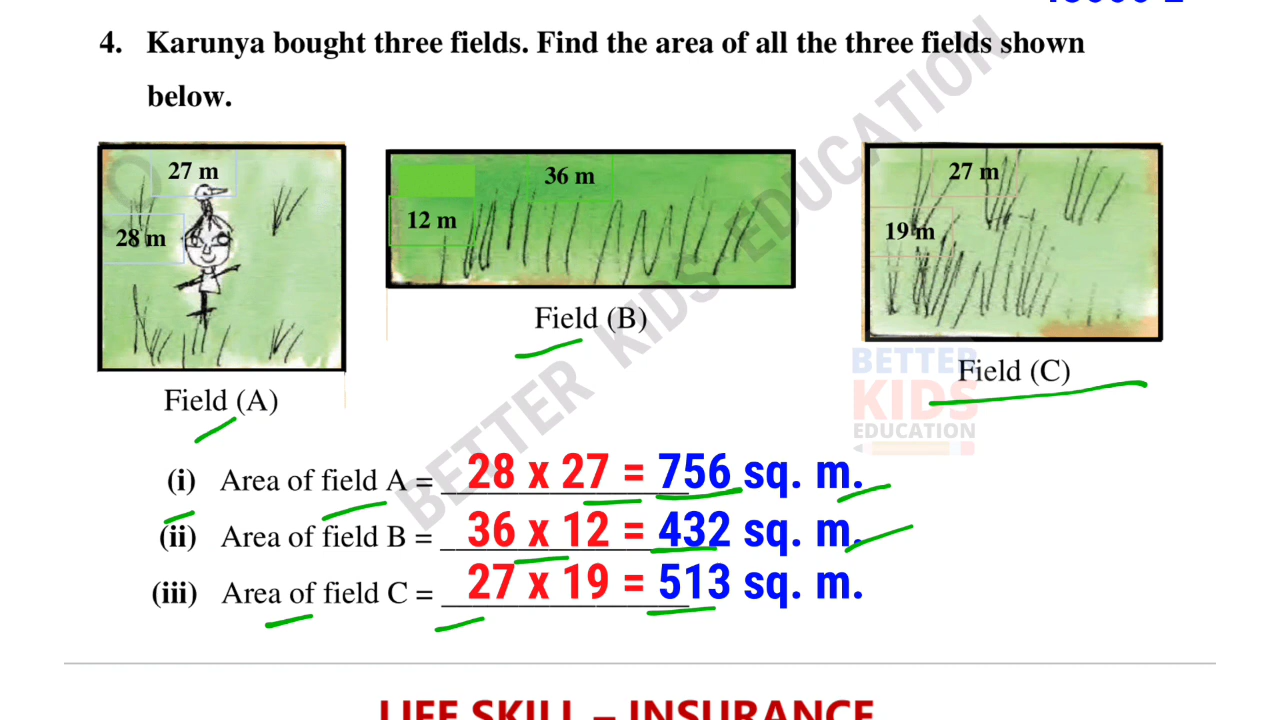 4. Karunya bought three fields. Find the area of all the three fields shown
below.
27 m
28 m
Field (A)
36 m
12 m
Field (B)
27 m
19 m
Field (C)
BETTER KIDS EDUCATION
BETTER
KIDS
EDUCATION
(i) Area of field A = 28 x 27 = 756 sq. m.
(ii) Area of field B = 36 x 12 = 432 sq. m.
(iii) Area of field C = 27 x 19 = 513 sq. m.
LIFE SKILL – INSURANCE